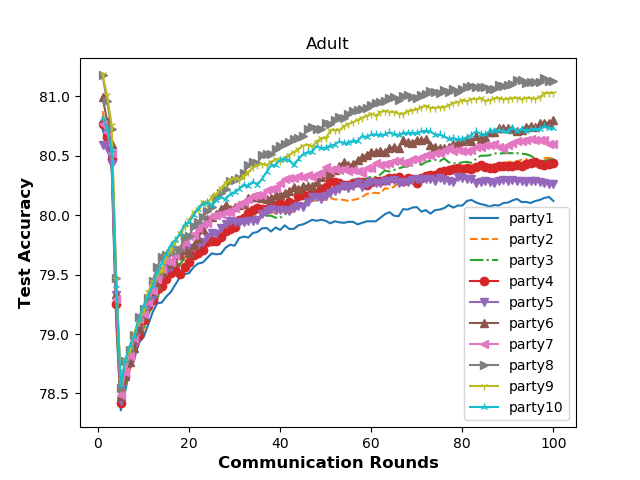 Adult
Test Accuracy
81.0
80.5
80.0
79.5
79.0
78.5
0
20
40
60
80
100
Communication Rounds
party1
party2
party3
party4
party5
party6
party7
party8
party9
party10